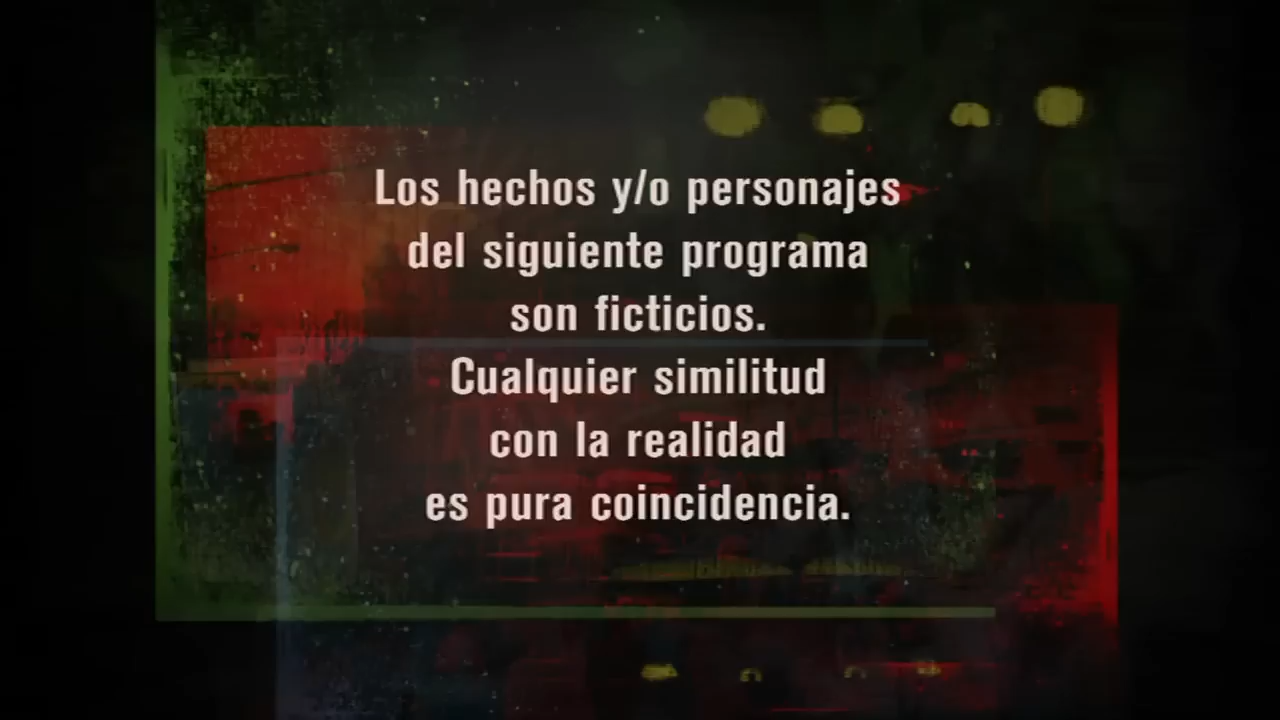 Los hechos y/o personajes
del siguiente programa
son ficticios.
Cualquier similitud
con la realidad
es pura coincidencia.